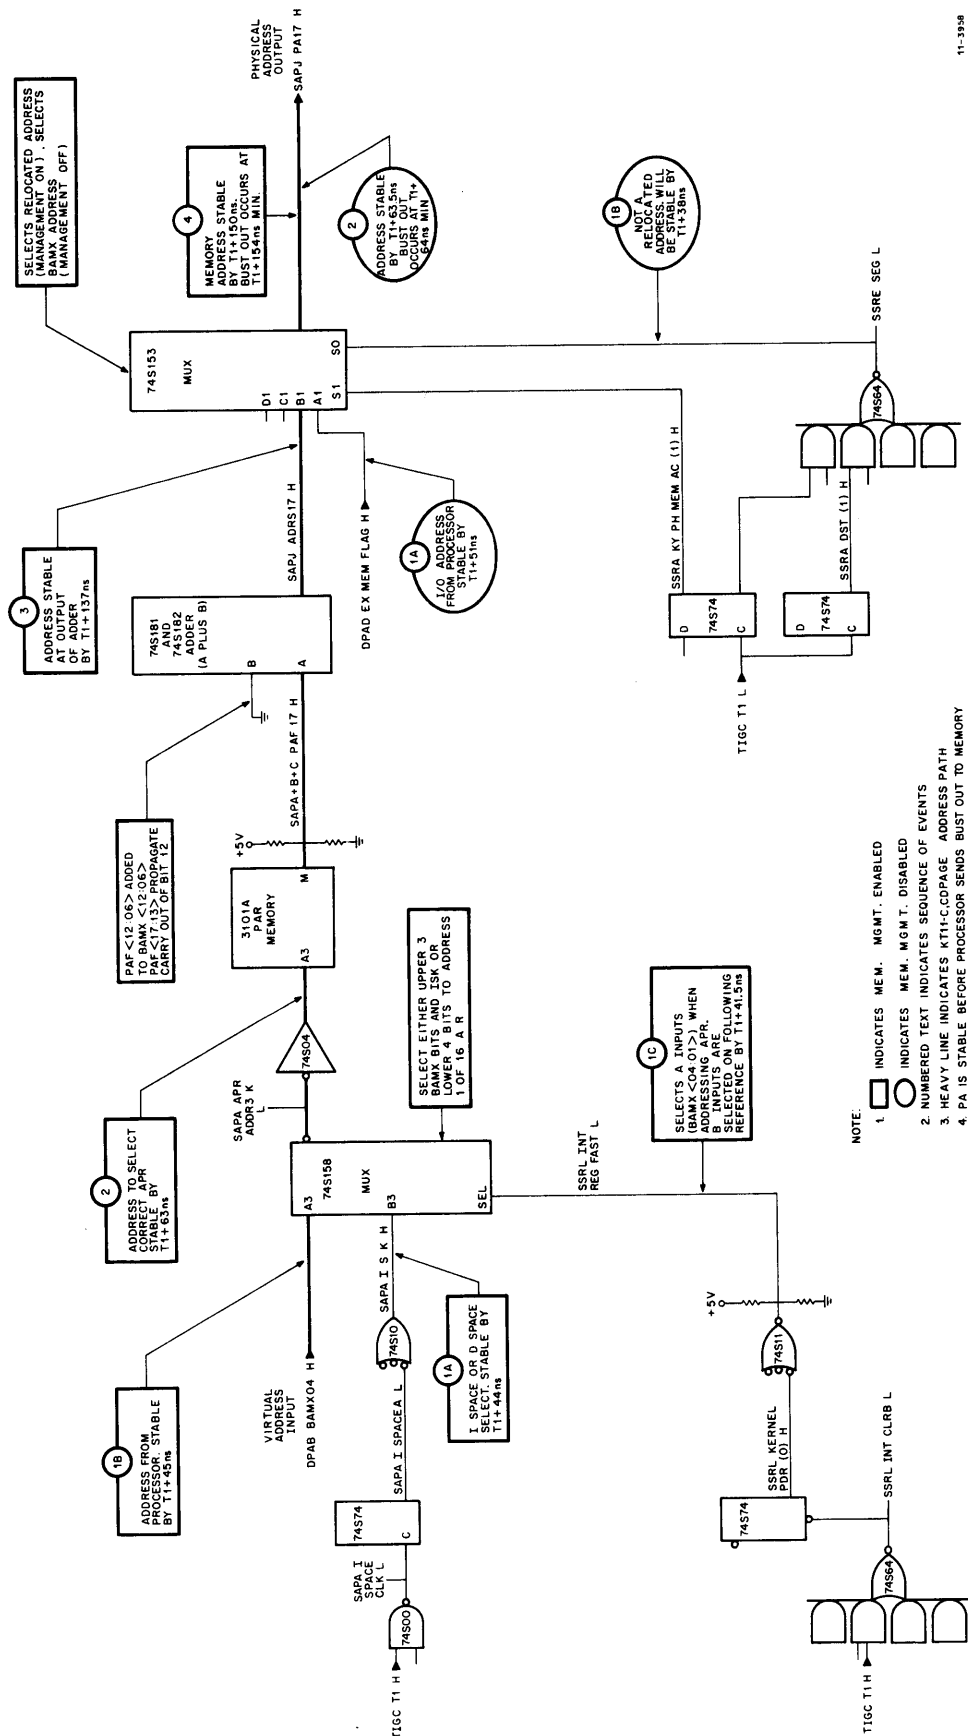 1B
ADDRESS FROM
PROCESSOR. STABLE
BY T1+45ns
2
ADDRESS TO SELECT
CORRECT APR
STABLE BY
T1+63ns
PAF<12:06> ADDED
TO BAMX <12:06>
PAF<17:13> PROPAGATE
CARRY OUT OF BIT 12
3
ADDRESS STABLE
AT OUTPUT
OF ADDER
BY T1+137ns
SELECTS RELOCATED ADDRESS
(MANAGEMENT ON). SELECTS
BAMX ADDRESS
(MANAGEMENT OFF)
VIRTUAL
ADDRESS
INPUT
DPAB BAMX04 H
A3
74S158
MUX
B3
SEL
SAPA APR
ADDR3 K
L
74S04
A3
3101A
PAR
MEMORY
M
+5V
SAPA+B+C PAF 17 H
74S181
AND
74S182
ADDER
(A PLUS B)
B
A
SAPJ ADRS17 H
74S153
MUX
D1
C1
B1
A1
S1
S0
4
MEMORY
ADDRESS STABLE
BY T1+150ns.
BUST OUT OCCURS AT
T1+154ns MIN.
PHYSICAL
ADDRESS
OUTPUT
SAPJ PA17 H
2
ADDRESS STABLE
BY T1+63.5ns
BUST OUT
OCCURS AT T1+
64ns MIN
DPAD EX MEM FLAG H
1A
I/O ADDRESS
FROM PROCESSOR
STABLE BY
T1+51ns
TIGC T1 H
74S00
SAPA I
SPACE
CLK L
74S74
C
SAPA I SPACEA L
74S10
SAPA I S K H
1A
I SPACE OR D SPACE
SELECT. STABLE BY
T1+44ns
SELECT EITHER UPPER 3
BAMX BITS AND ISK OR
LOWER 4 BITS TO ADDRESS
1 OF 16 A R
SSRL INT
REG FAST L
1C
SELECTS A INPUTS
(BAMX <04:01>) WHEN
ADDRESSING APR.
B INPUTS ARE
SELECTED ON FOLLOWING
REFERENCE BY T1+41.5ns
1B
NOT A
RELOCATED
ADDRESS. WILL
BE STABLE BY
T1+38ns
SSRA KY PH MEM AC (1) H
D
74S74
C
TIGC T1 L
D
74S74
C
SSRA DST (1) H
74S64
SSRE SEG L
TIGC T1 H
74S64
SSRL INT CLRB L
74S74
SSRL KERNEL
PDR (0) H
74S11
+5V
NOTE:
1. INDICATES MEM. MGMT. ENABLED
INDICATES MEM. MGMT. DISABLED
2. NUMBERED TEXT INDICATES SEQUENCE OF EVENTS
3. HEAVY LINE INDICATES KT11-C,CDPAGE ADDRESS PATH
4. PA IS STABLE BEFORE PROCESSOR SENDS BUST OUT TO MEMORY
11-3958